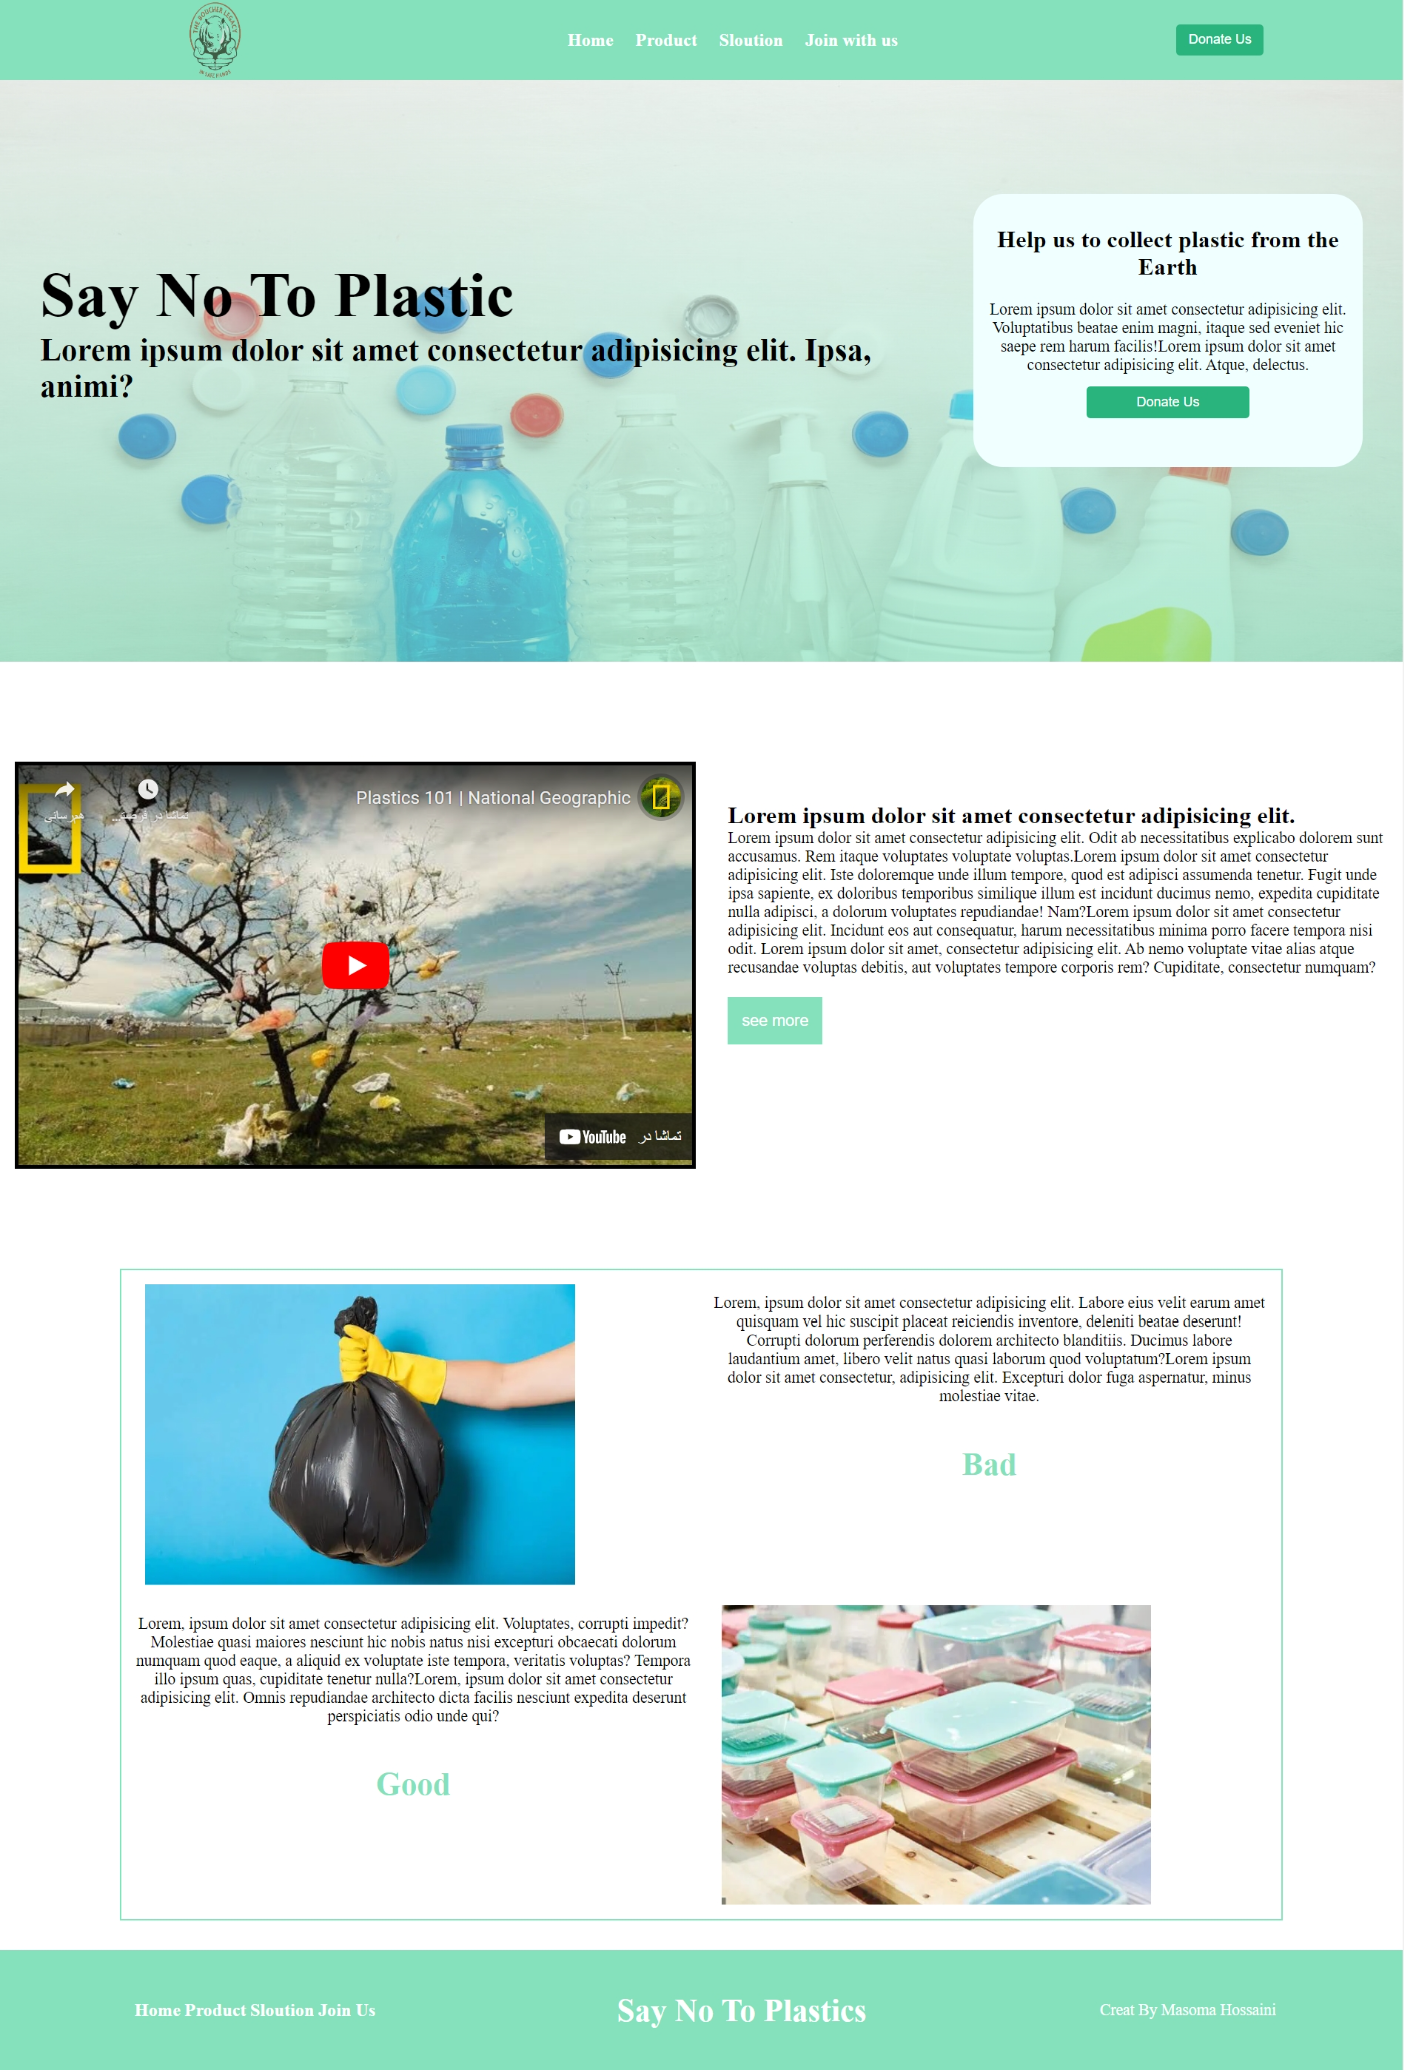 THE BOUCHER LEGACY
IN SAFE HANDS
Home Product Sloution Join with us
Donate Us
Say No To Plastic
Lorem ipsum dolor sit amet consectetur adipisicing elit. Ipsa,
animi?
Help us to collect plastic from the
Earth
Lorem ipsum dolor sit amet consectetur adipisicing elit.
Voluptatibus beatae enim magni, itaque sed eveniet hic
saepe rem harum facilis!Lorem ipsum dolor sit amet
consectetur adipisicing elit. Atque, delectus.
Donate Us
Plastics 101 | National Geographic
هم‌رسانی
تماشا در فرصتی...
تماشا در YouTube
Lorem ipsum dolor sit amet consectetur adipisicing elit.
Lorem ipsum dolor sit amet consectetur adipisicing elit. Odit ab necessitatibus explicabo dolorem sunt
accusamus. Rem itaque voluptates voluptate voluptas.Lorem ipsum dolor sit amet consectetur
adipisicing elit. Iste doloremque unde illum tempore, quod est adipisci assumenda tenetur. Fugit unde
ipsa sapiente, ex doloribus temporibus similique illum est incidunt ducimus nemo, expedita cupiditate
nulla adipisci, a dolorum voluptates repudiandae! Nam?Lorem ipsum dolor sit amet consectetur
adipisicing elit. Incidunt eos aut consequatur, harum necessitatibus minima porro facere tempora nisi
odit. Lorem ipsum dolor sit amet, consectetur adipisicing elit. Ab nemo voluptate vitae alias atque
recusandae voluptas debitis, aut voluptates tempore corporis rem? Cupiditate, consectetur numquam?
see more
Lorem, ipsum dolor sit amet consectetur adipisicing elit. Labore eius velit earum amet
quisquam vel hic suscipit placeat reiciendis inventore, deleniti beatae deserunt!
Corrupti dolorum perferendis dolorem architecto blanditiis. Ducimus labore
laudantium amet, libero velit natus quasi laborum quod voluptatum?Lorem ipsum
dolor sit amet consectetur, adipisicing elit. Excepturi dolor fuga aspernatur, minus
molestiae vitae.
Bad
Lorem, ipsum dolor sit amet consectetur adipisicing elit. Voluptates, corrupti impedit?
Molestiae quasi maiores nesciunt hic nobis natus nisi excepturi obcaecati dolorum
numquam quod eaque, a aliquid ex voluptate iste tempora, veritatis voluptas? Tempora
illo ipsum quas, cupiditate tenetur nulla?Lorem, ipsum dolor sit amet consectetur
adipisicing elit. Omnis repudiandae architecto dicta facilis nesciunt expedita deserunt
perspiciatis odio unde qui?
Good
Home Product Sloution Join Us
Say No To Plastics
Creat By Masoma Hossaini